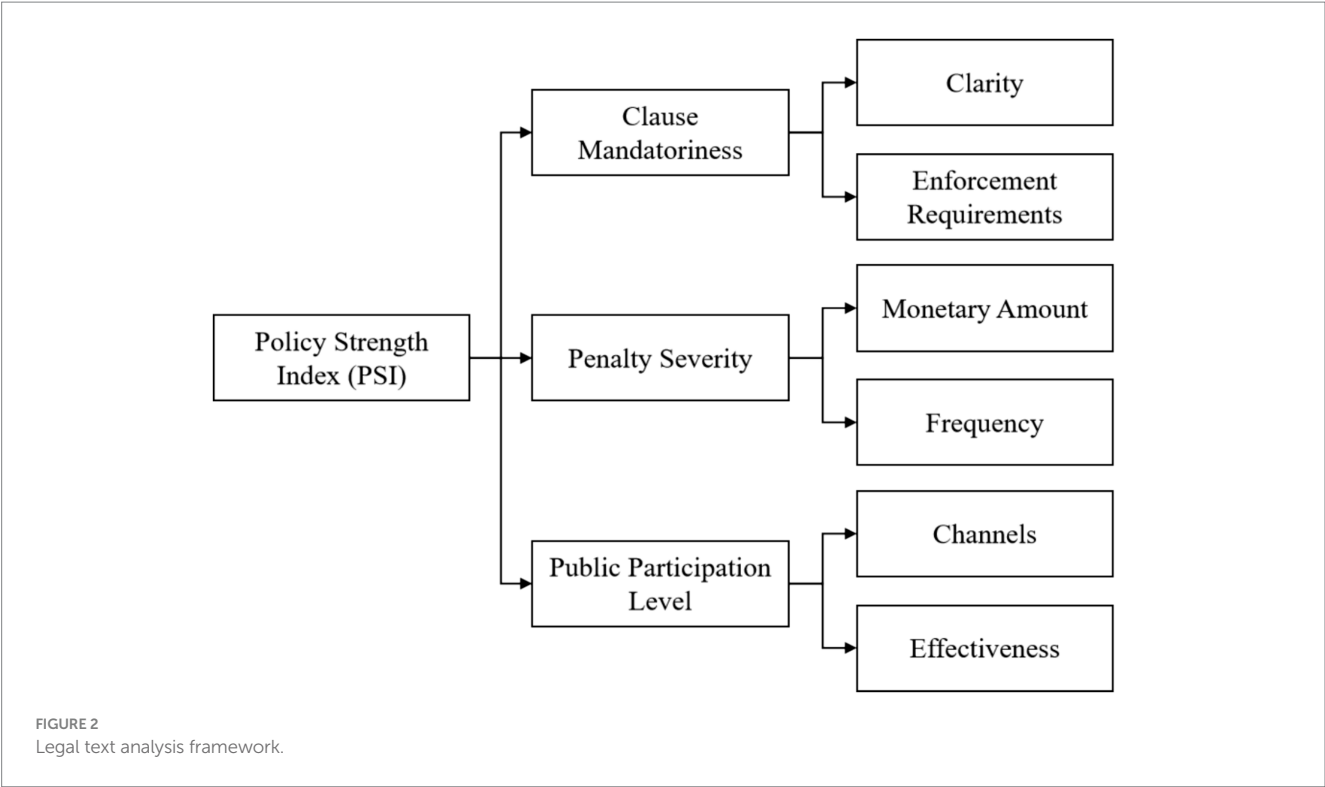 Policy Strength
Index (PSI)
Clause
Mandatoriness
Clarity
Enforcement
Requirements
Penalty Severity
Monetary Amount
Frequency
Public Participation
Level
Channels
Effectiveness
FIGURE 2
Legal text analysis framework.